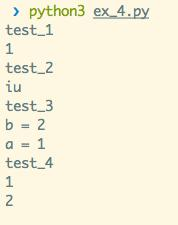 ❯ python3 ex_4.py
test_1
1
test_2
iu
test_3
b = 2
a = 1
test_4
1
2